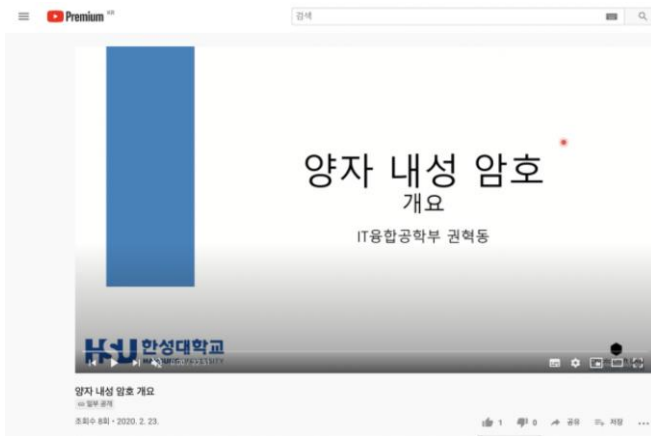 Premium KR
검색
양자 내성 암호
개요
IT융합공학부 권혁동
HSU 한성대학교
양자 내성 암호 개요
일부 공개
조회수 8회 • 2020. 2. 23.
1 0 공유 저장